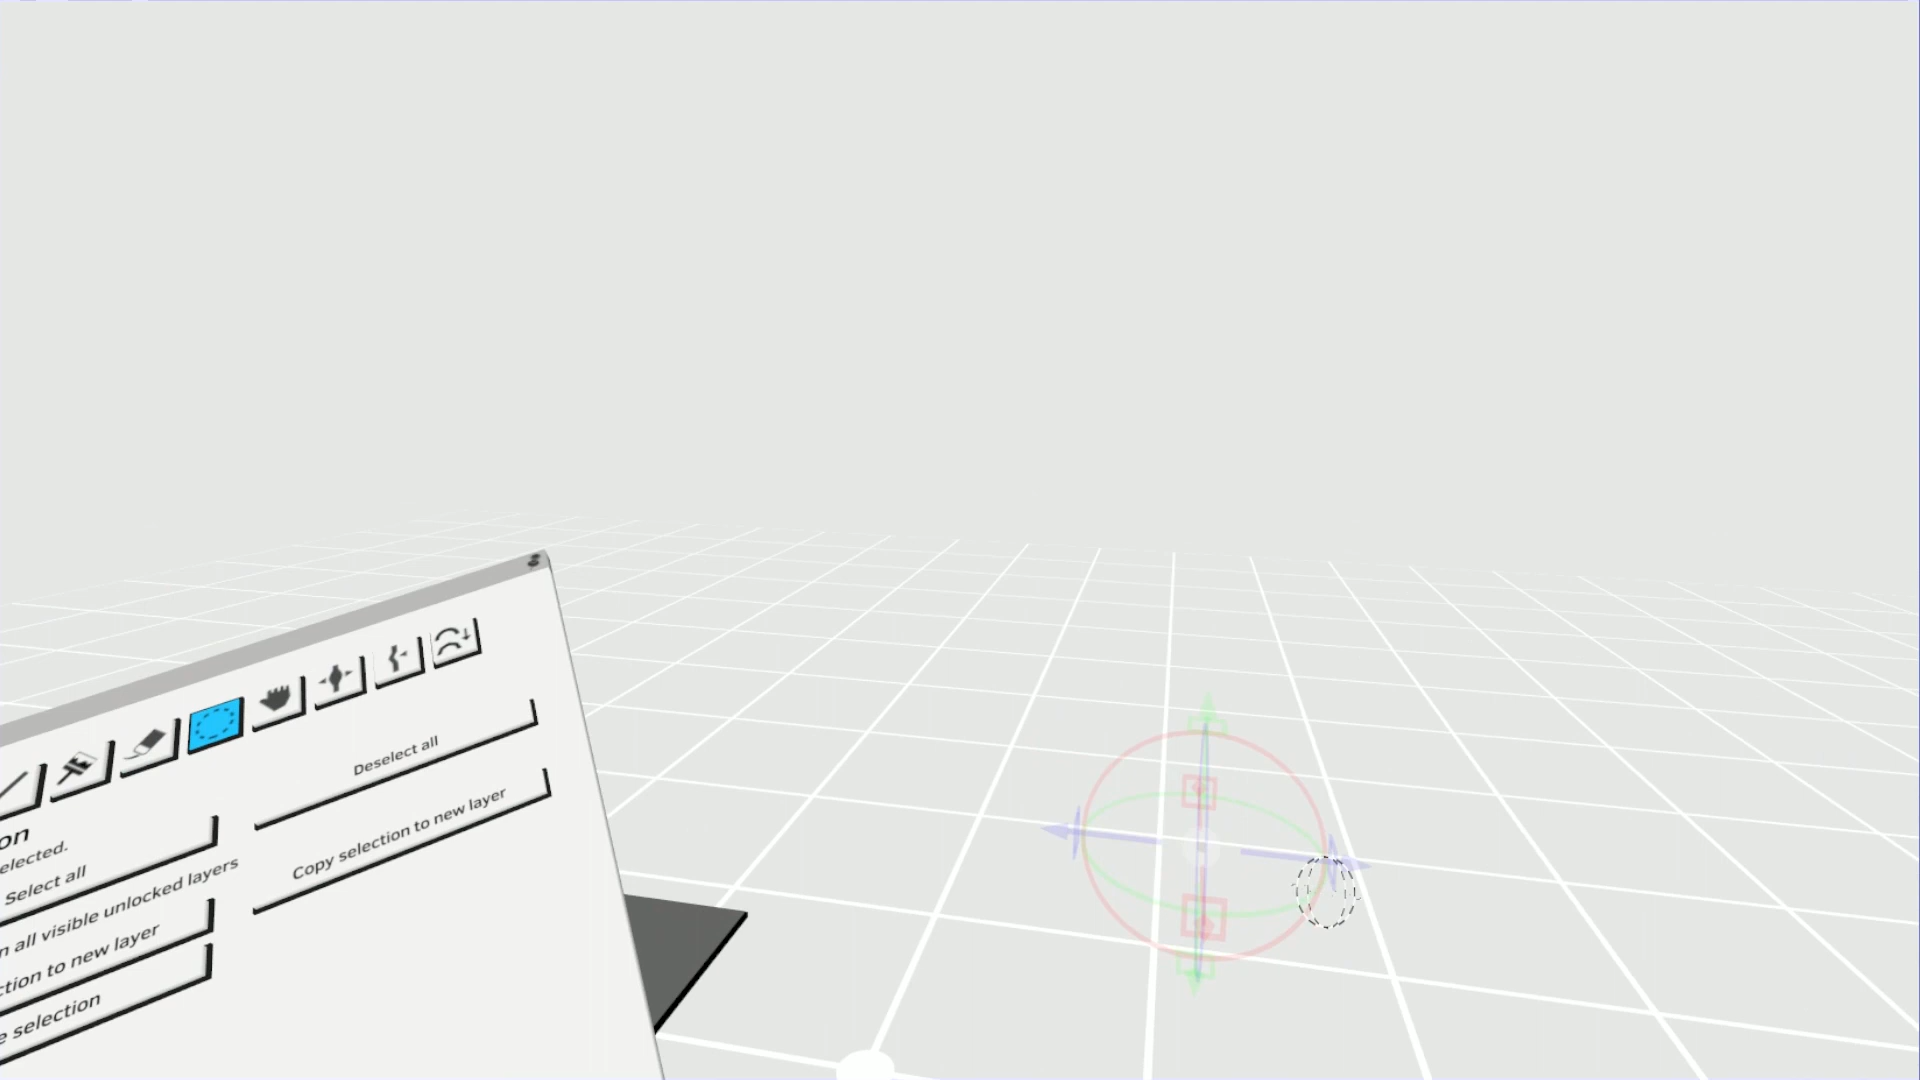 on
elected.
Select all
Deselect all
n all visible unlocked layers
Copy selection to new layer
ction to new layer
e selection